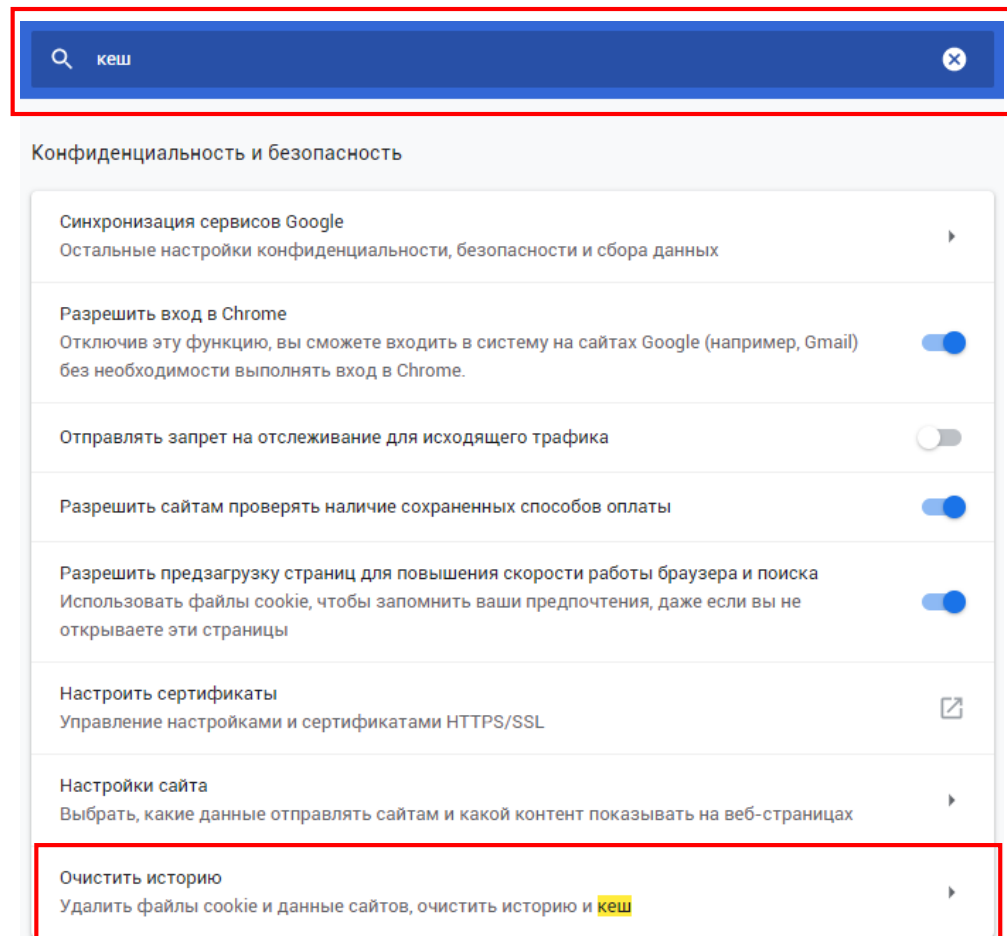 кеш
Конфиденциальность и безопасность
Синхронизация сервисов Google
Остальные настройки конфиденциальности, безопасности и сбора данных
Разрешить вход в Chrome
Отключив эту функцию, вы сможете входить в систему на сайтах Google (например, Gmail)
без необходимости выполнять вход в Chrome.
Отправлять запрет на отслеживание для исходящего трафика
Разрешить сайтам проверять наличие сохраненных способов оплаты
Разрешить предзагрузку страниц для повышения скорости работы браузера и поиска
Использовать файлы cookie, чтобы запомнить ваши предпочтения, даже если вы не
открываете эти страницы
Настроить сертификаты
Управление настройками и сертификатами HTTPS/SSL
Настройки сайта
Выбрать, какие данные отправлять сайтам и какой контент показывать на веб-страницах
Очистить историю
Удалить файлы cookie и данные сайтов, очистить историю и кеш